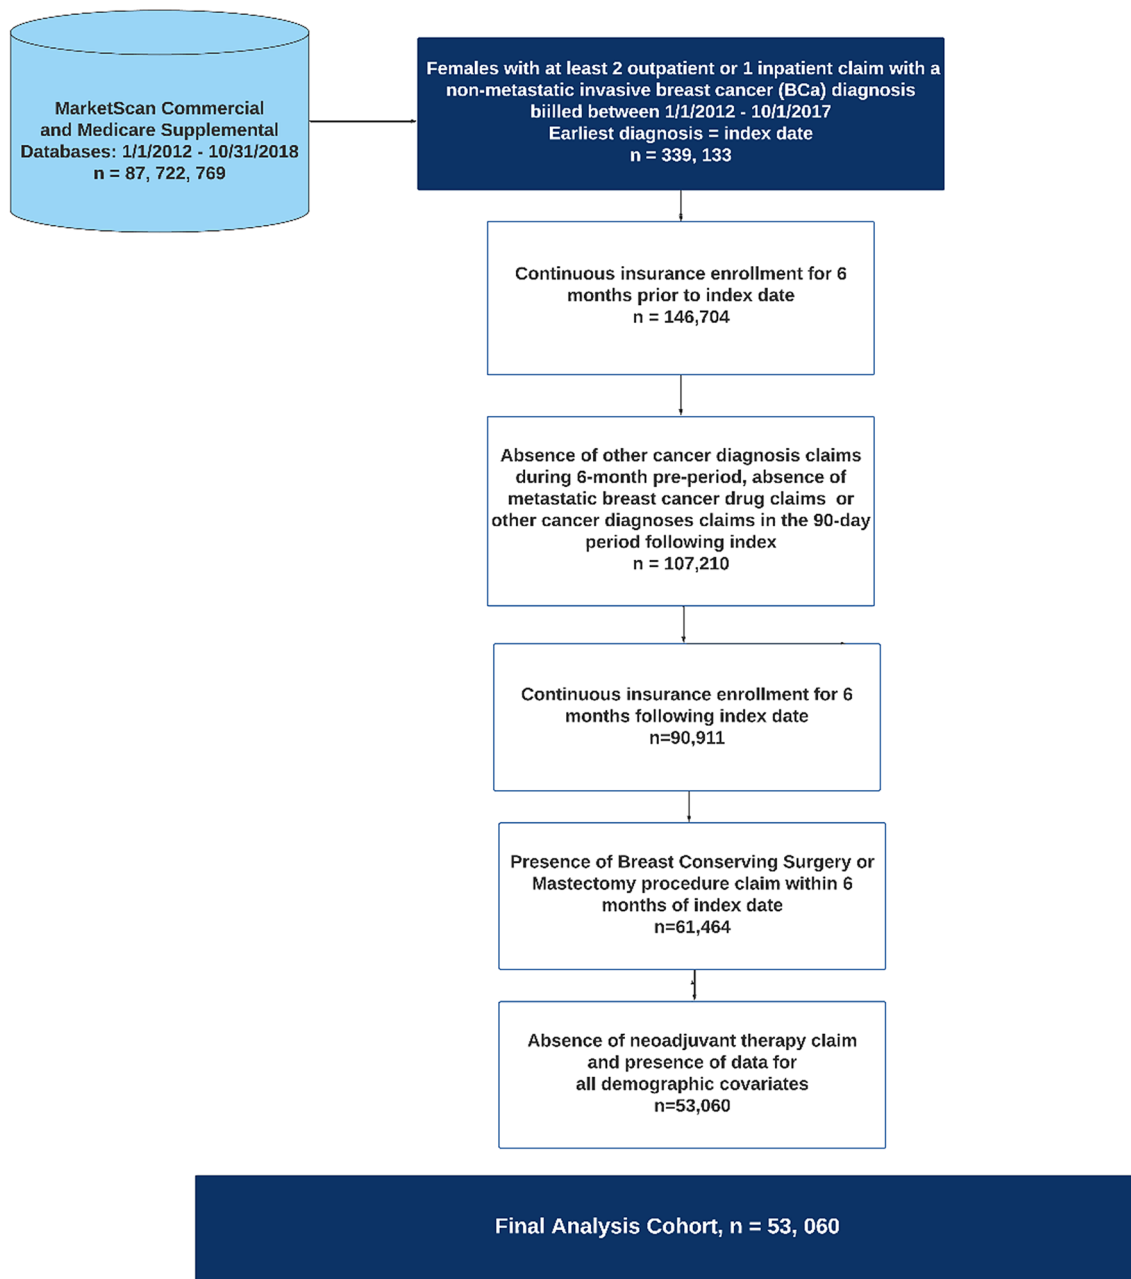 MarketScan Commercial
and Medicare Supplemental
Databases: 1/1/2012 - 10/31/2018
n = 87, 722, 769
Females with at least 2 outpatient or 1 inpatient claim with a
non-metastatic invasive breast cancer (BCa) diagnosis
biilled between 1/1/2012 - 10/1/2017
Earliest diagnosis = index date
n = 339, 133
Continuous insurance enrollment for 6
months prior to index date
n = 146,704
Absence of other cancer diagnosis claims
during 6-month pre-period, absence of
metastatic breast cancer drug claims or
other cancer diagnoses claims in the 90-day
period following index
n = 107,210
Continuous insurance enrollment for 6
months following index date
n=90,911
Presence of Breast Conserving Surgery or
Mastectomy procedure claim within 6
months of index date
n=61,464
Absence of neoadjuvant therapy claim
and presence of data for
all demographic covariates
n=53,060
Final Analysis Cohort, n = 53, 060